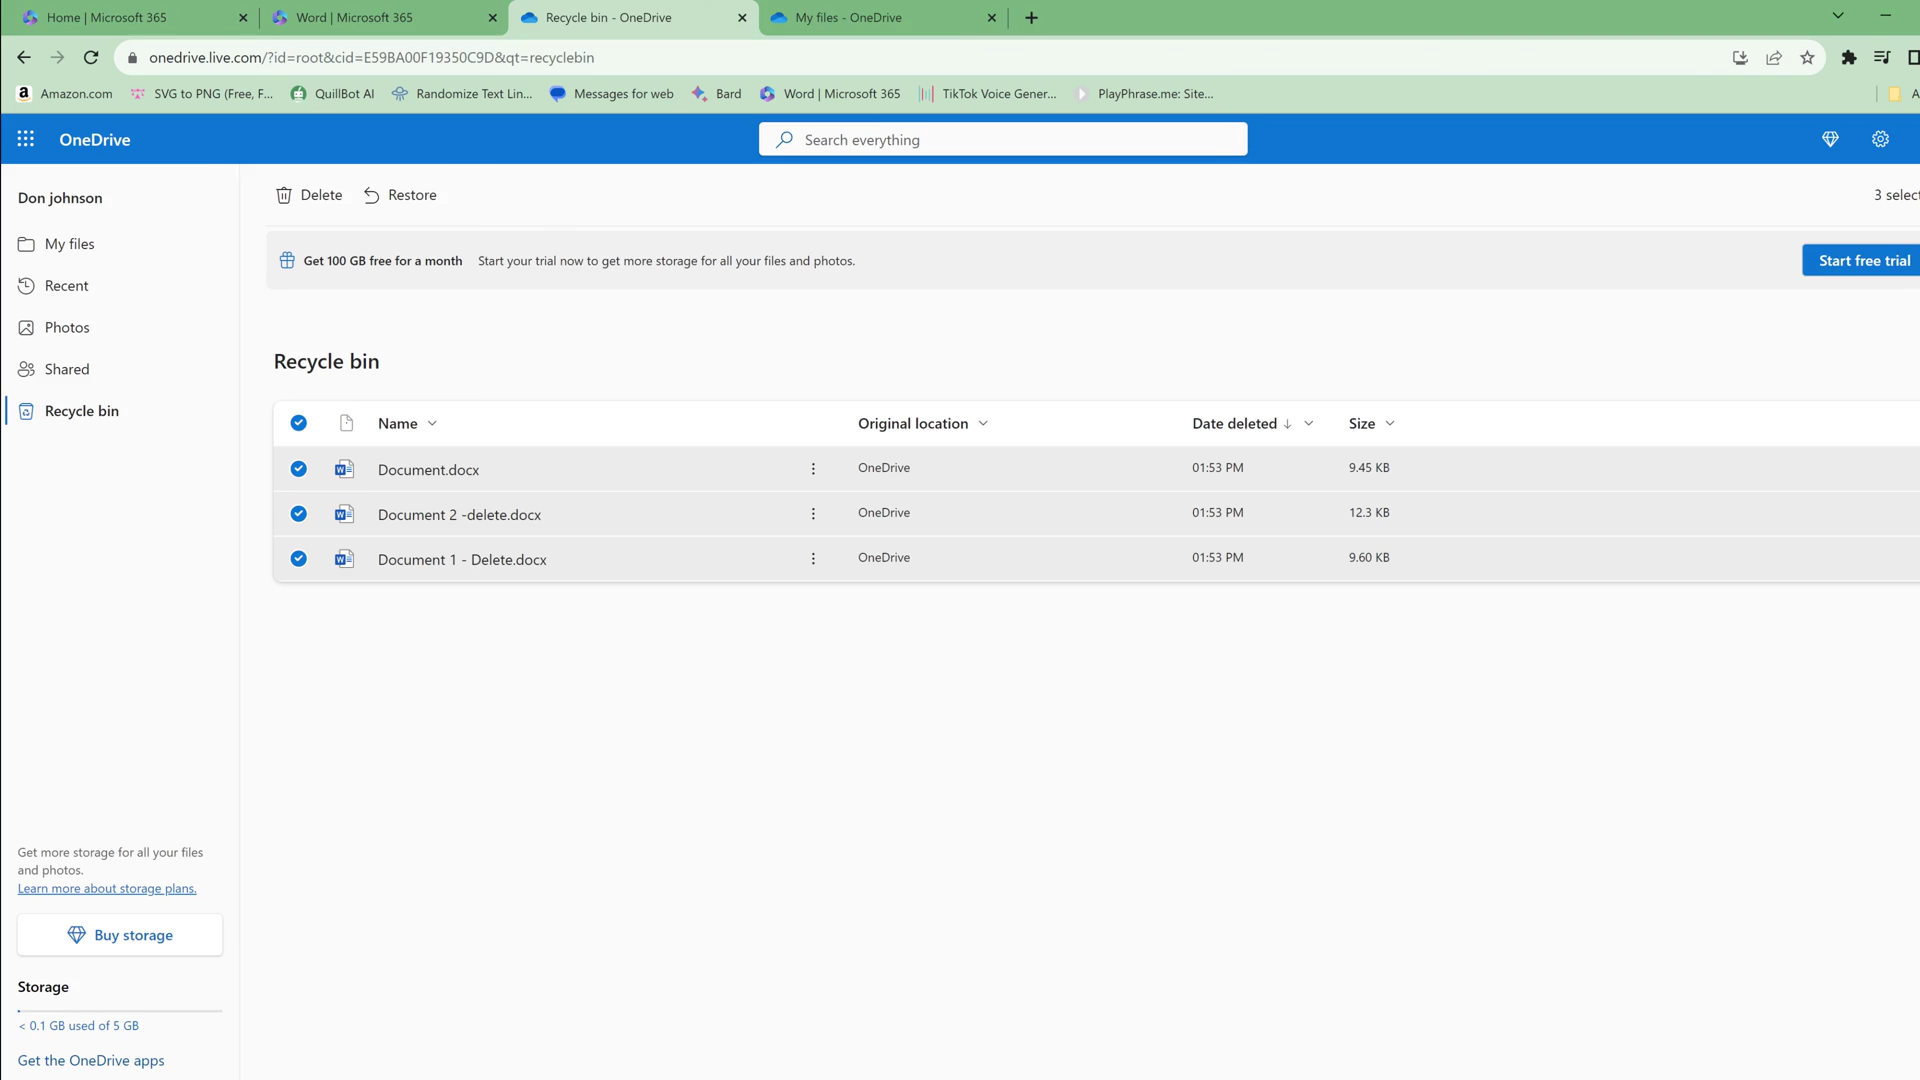 Home | Microsoft 365
Word | Microsoft 365
Recycle bin - OneDrive
My files - OneDrive
onedrive.live.com/?id=root&cid=E59BA00F19350C9D&qt=recyclebin
Amazon.com
SVG to PNG (Free, F...
QuillBot AI
Randomize Text Lin...
Messages for web
Bard
Word | Microsoft 365
TikTok Voice Gener...
PlayPhrase.me: Site...
A
OneDrive
Search everything
Don johnson
Delete
Restore
3 select
My files
Recent
Photos
Shared
Recycle bin
Get 100 GB free for a month Start your trial now to get more storage for all your files and photos.
Start free trial
Recycle bin
Name Original location Date deleted Size
Document.docx OneDrive 01:53 PM 9.45 KB
Document 2 -delete.docx OneDrive 01:53 PM 12.3 KB
Document 1 - Delete.docx OneDrive 01:53 PM 9.60 KB
Get more storage for all your files
and photos.
Learn more about storage plans.
Buy storage
Storage
< 0.1 GB used of 5 GB
Get the OneDrive apps